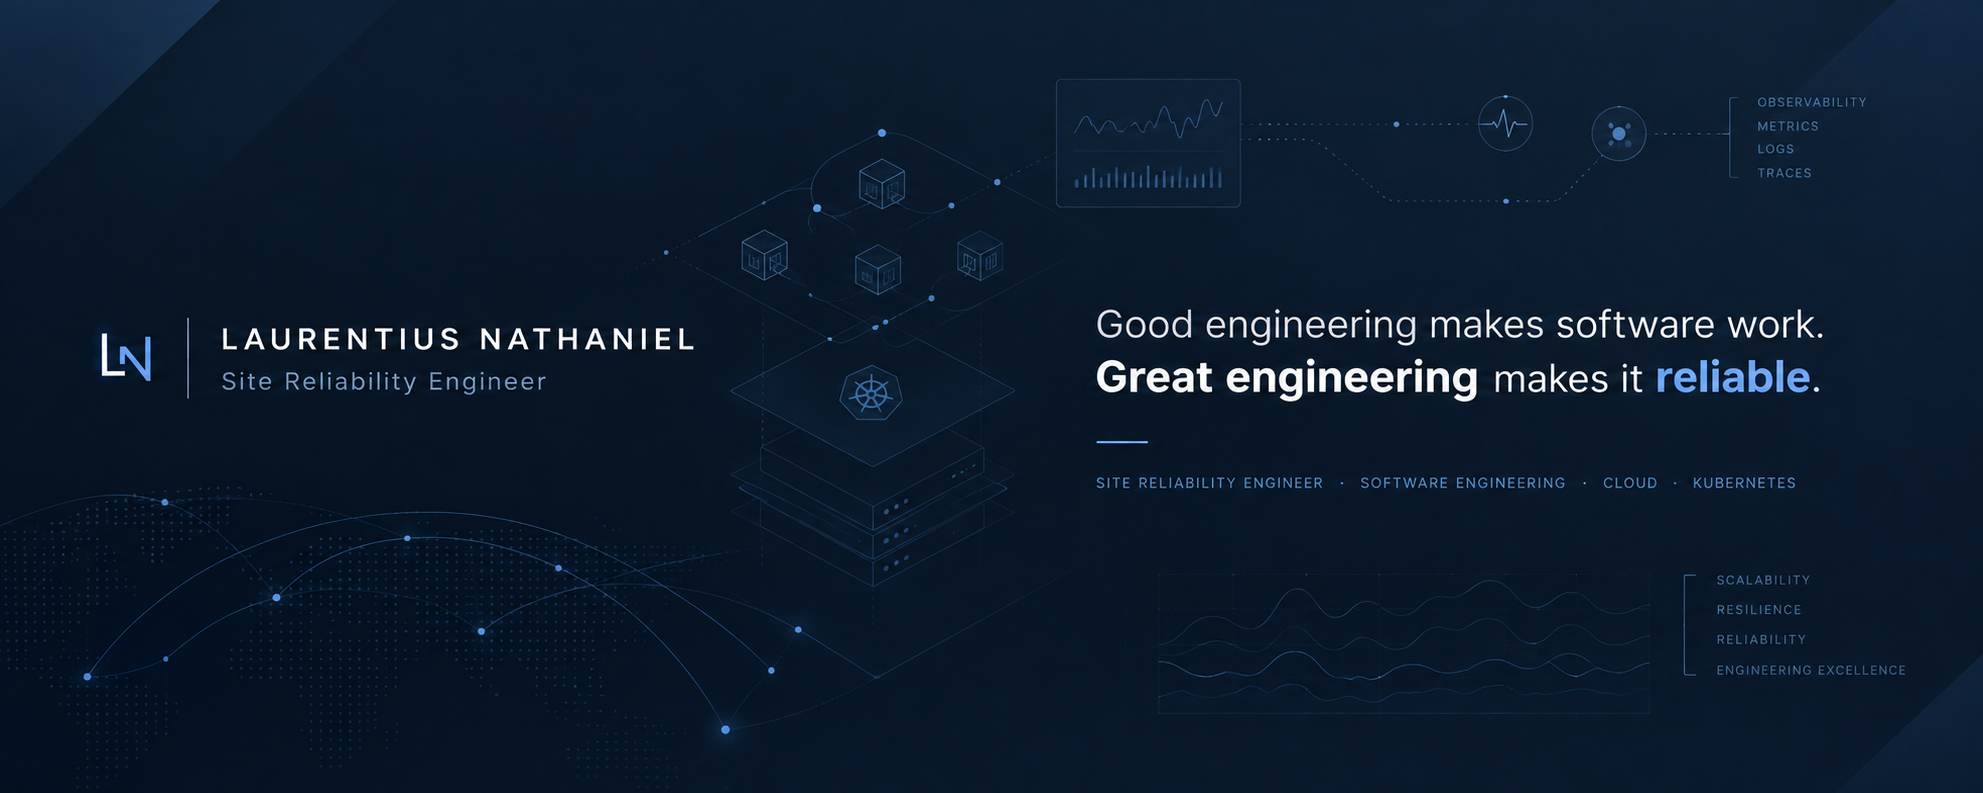 LN
LAURENTIUS NATHANIEL
Site Reliability Engineer
OBSERVABILITY
METRICS
LOGS
TRACES
Good engineering makes software work.
Great engineering makes it reliable.
SITE RELIABILITY ENGINEER · SOFTWARE ENGINEERING · CLOUD · KUBERNETES
SCALABILITY
RESILIENCE
RELIABILITY
ENGINEERING EXCELLENCE